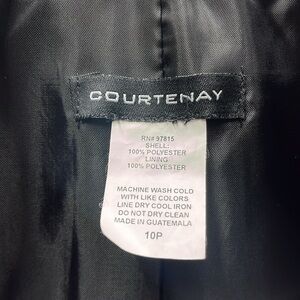 COURTENAY
RN# 97815
SHELL:
100% POLYESTER
LINING
100% POLYESTER
MACHINE WASH COLD
WITH LIKE COLORS
LINE DRY COOL IRON
DO NOT DRY CLEAN
MADE IN GUATEMALA
10P